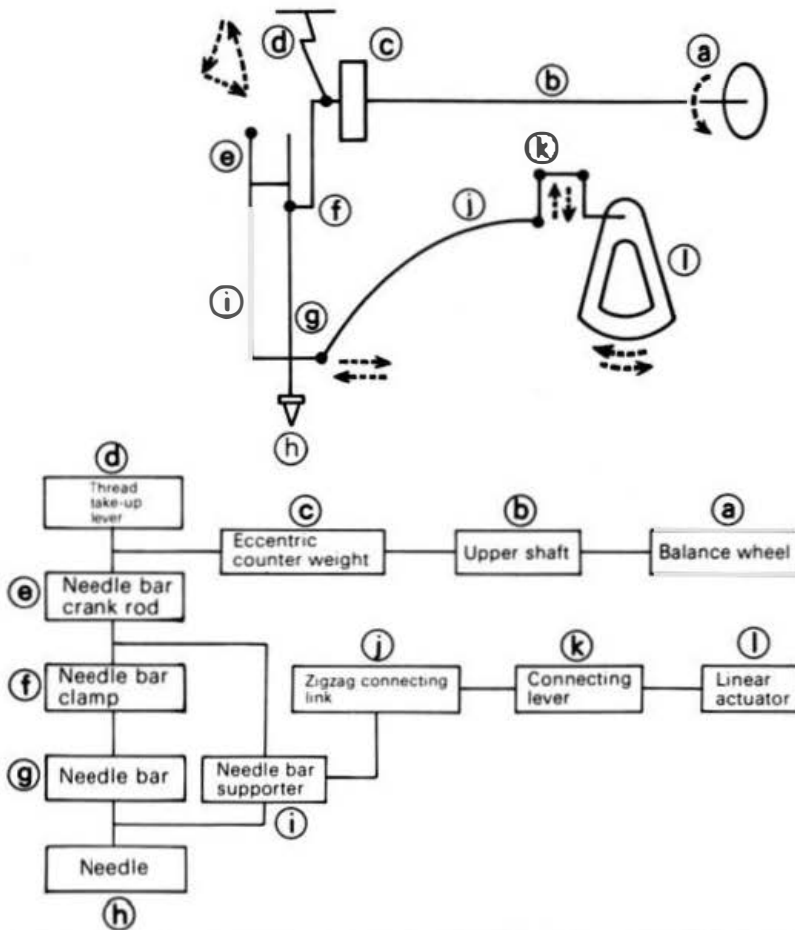 ⓐ
ⓑ
ⓒ
ⓓ
ⓔ
ⓕ
ⓖ
ⓗ
ⓘ
ⓙ
ⓚ
ⓛ
ⓓ
Thread
take-up
lever
ⓒ
Eccentric
counter weight
ⓑ
Upper shaft
ⓐ
Balance wheel
ⓔ
Needle bar
crank rod
ⓕ
Needle bar
clamp
ⓙ
Zigzag connecting
link
ⓚ
Connecting
lever
ⓛ
Linear
actuator
ⓖ
Needle bar
Needle bar
supporter
ⓘ
Needle
ⓗ